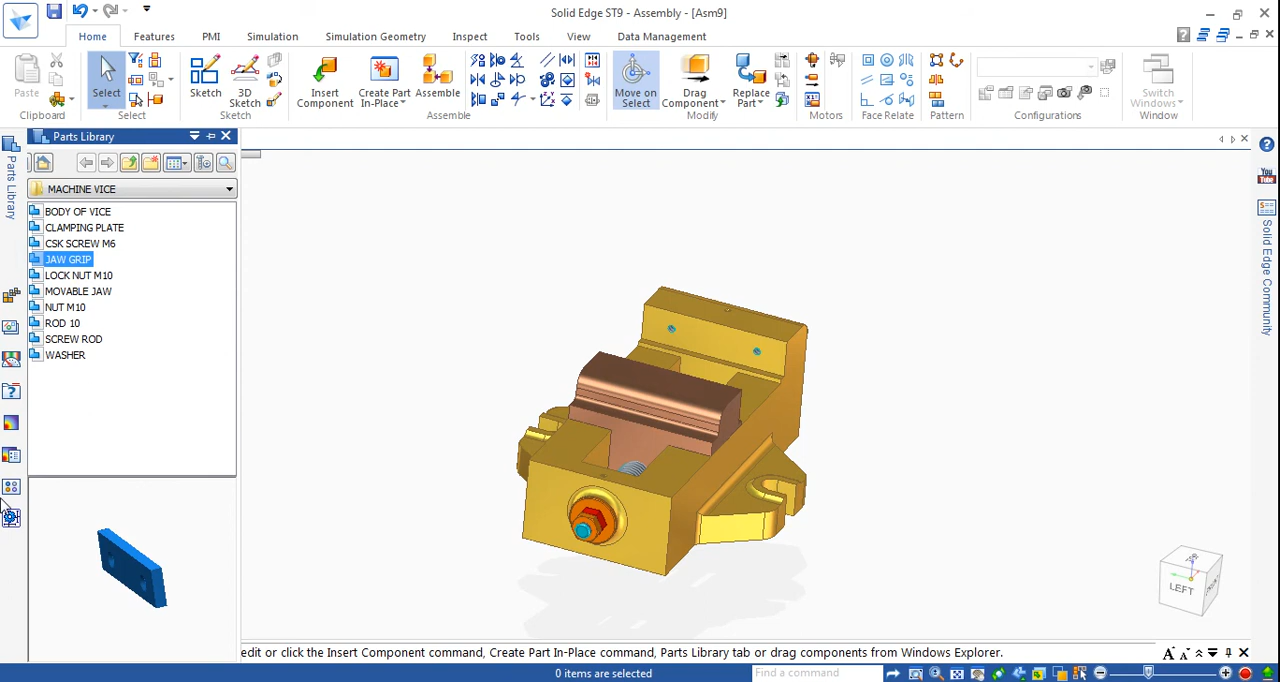 Solid Edge ST9 - Assembly - [Asm9]
Home
Features
PMI
Simulation
Simulation Geometry
Inspect
Tools
View
Data Management
Paste
Clipboard
Select
Select
Sketch
3D Sketch
Sketch
Insert Component
Create Part In-Place
Assemble
Assemble
Move on Select
Drag Component
Replace Part
Modify
Motors
Face Relate
Pattern
Configurations
Switch Windows
Window
Parts Library
Parts Library
MACHINE VICE
BODY OF VICE
CLAMPING PLATE
CSK SCREW M6
JAW GRIP
LOCK NUT M10
MOVABLE JAW
NUT M10
ROD 10
SCREW ROD
WASHER
You Tube
Solid Edge Community
LEFT
edit or click the Insert Component command, Create Part In-Place command, Parts Library tab or drag components from Windows Explorer.
0 items are selected
Find a command